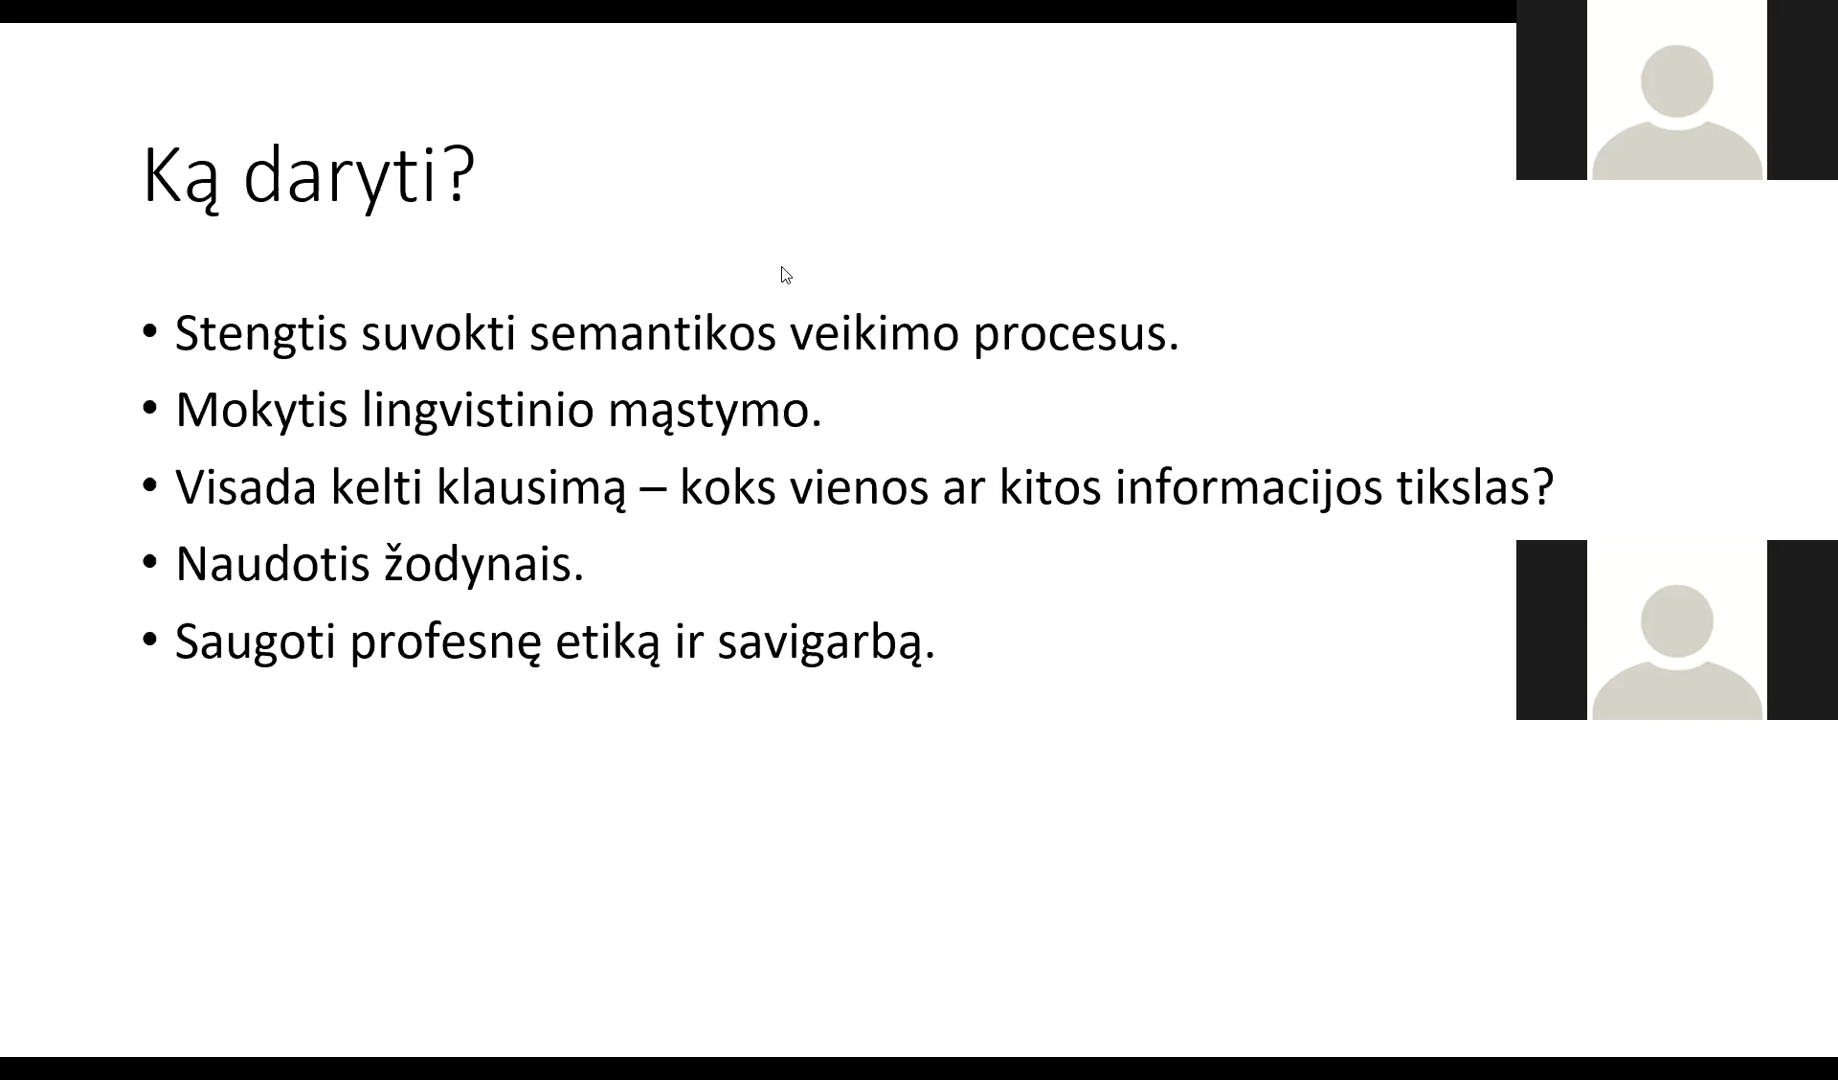 Ką daryti?
• Stengtis suvokti semantikos veikimo procesus.
• Mokytis lingvistinio mąstymo.
• Visada kelti klausimą – koks vienos ar kitos informacijos tikslas?
• Naudotis žodynais.
• Saugoti profesnę etiką ir savigarbą.